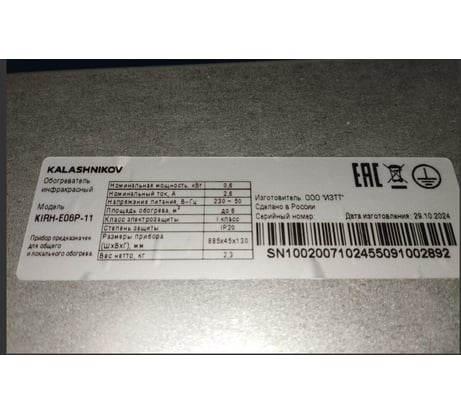 KALASHNIKOV
Обогреватель
инфракрасный
Модель
KIRH-E06P-11
Прибор предназначен
для общего
и локального обогрева.
Номинальная мощность, кВт 0,6
Номинальный ток, А 2,6
Напряжение питания, В~Гц 230 ~ 50
Площадь обогрева, м² до 6
Класс электрозащиты I класс
Степень защиты IP20
Размеры прибора
(ШхВхГ), мм 885x45x130
Вес нетто, кг 2,3
EAC
Изготовитель: ООО "ИЗТТ"
Сделано в России
Серийный номер: Дата изготовления: 29.10.2024
SN1002007102455091002892